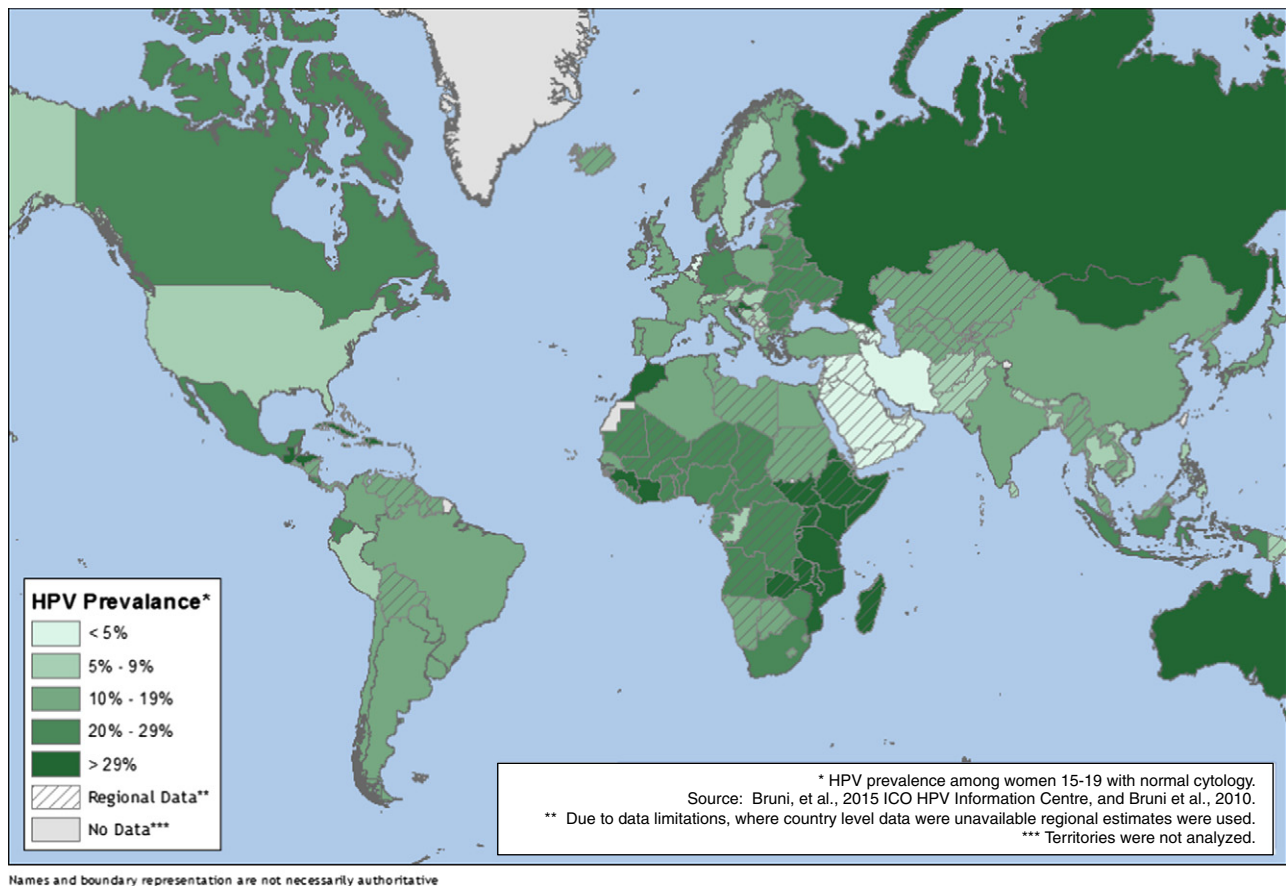 HPV Prevalance*
< 5%
5% - 9%
10% - 19%
20% - 29%
> 29%
Regional Data**
No Data***
* HPV prevalence among women 15-19 with normal cytology.
Source: Bruni, et al., 2015 ICO HPV Information Centre, and Bruni et al., 2010.
** Due to data limitations, where country level data were unavailable regional estimates were used.
*** Territories were not analyzed.
Names and boundary representation are not necessarily authoritative